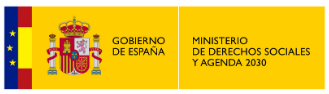 GOBIERNO
DE ESPAÑA
MINISTERIO
DE DERECHOS SOCIALES
Y AGENDA 2030